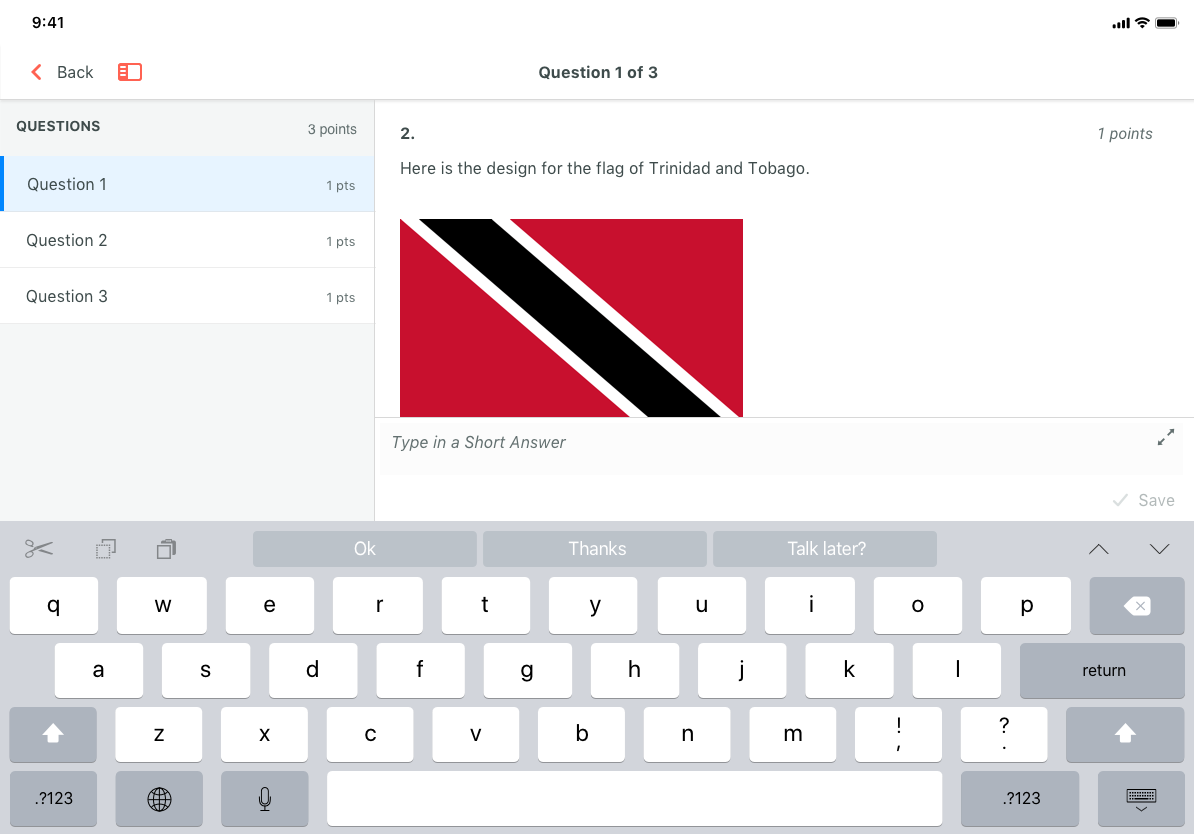 9:41
Back
Question 1 of 3
QUESTIONS
3 points
Question 1
1 pts
Question 2
1 pts
Question 3
1 pts
2.
1 points
Here is the design for the flag of Trinidad and Tobago.
Type in a Short Answer
Save
Ok Thanks Talk later?
q w e r t y u i o p
a s d f g h j k l return
z x c v b n m ! , ? .
.?123 .?123